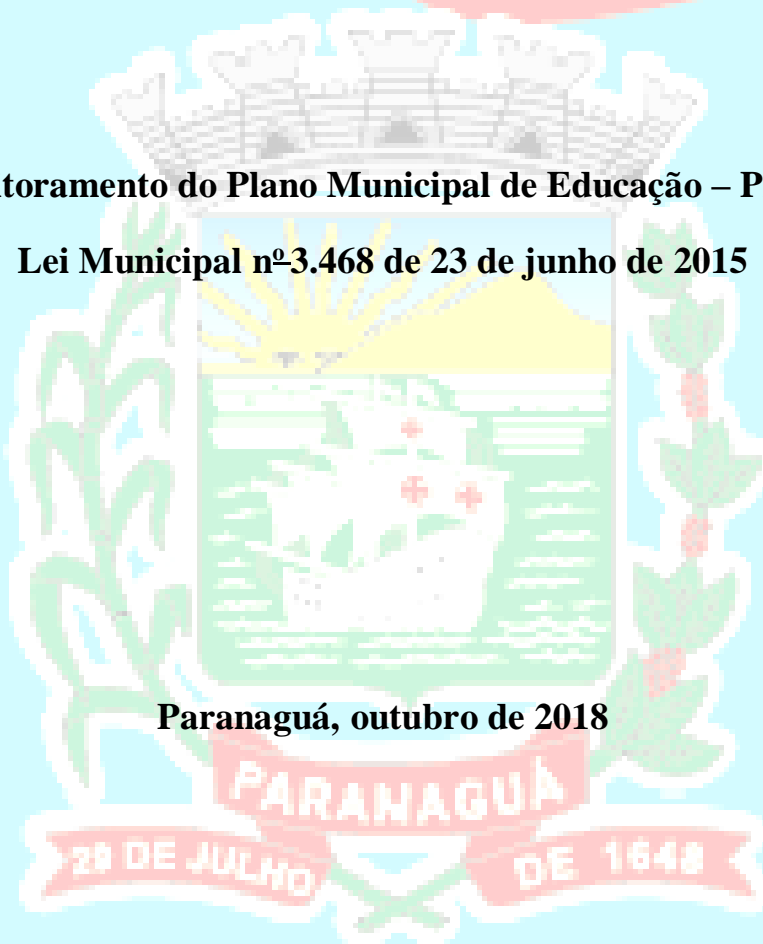 itoramento do Plano Municipal de Educação – P
Lei Municipal nº 3.468 de 23 de junho de 2015
Paranaguá, outubro de 2018
PARANAGUÁ
29 DE JULHO DE 1648